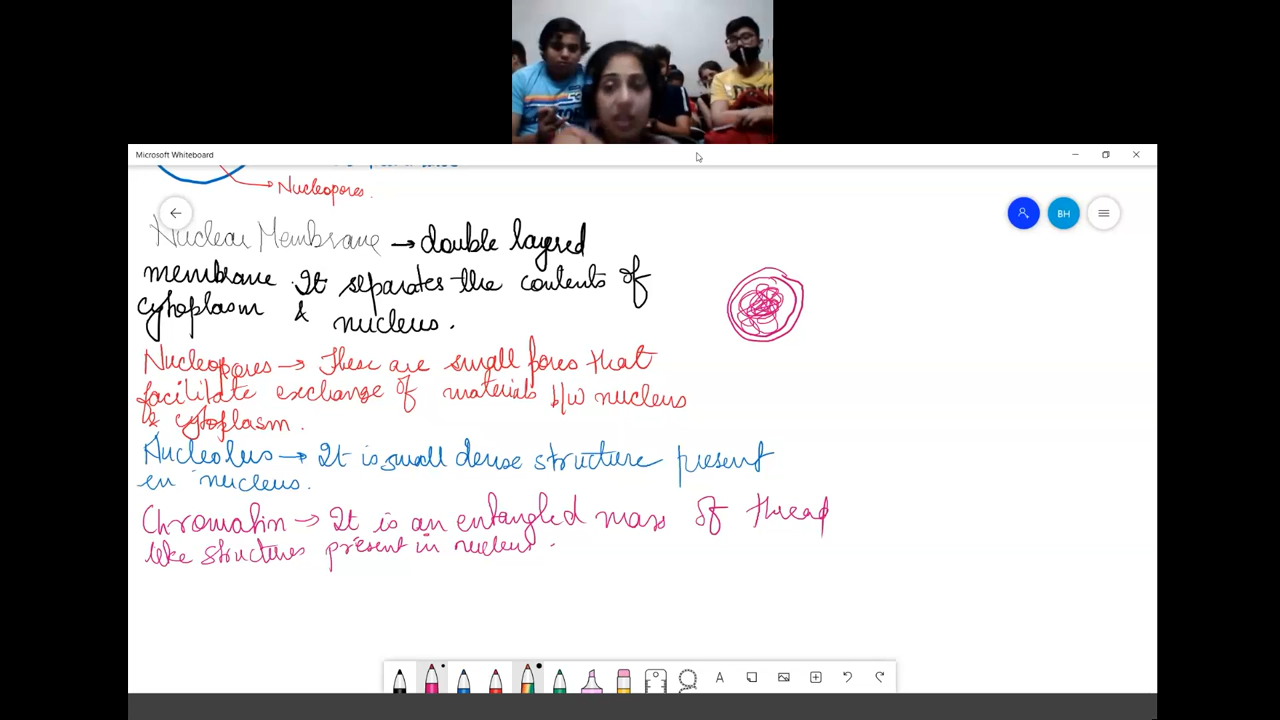 Microsoft Whiteboard
Nucleopores.
BH
Nuclear Membrane → double layered
membrane. It separates the contents of
cytoplasm & nucleus.
Nucleopores → These are small pores that
facilitate exchange of materials b/w nucleus
& cytoplasm.
Nucleolus → It is small dense structure present
in nucleus.
Chromatin → It is an entangled mass of thread
like structures present in nucleus.